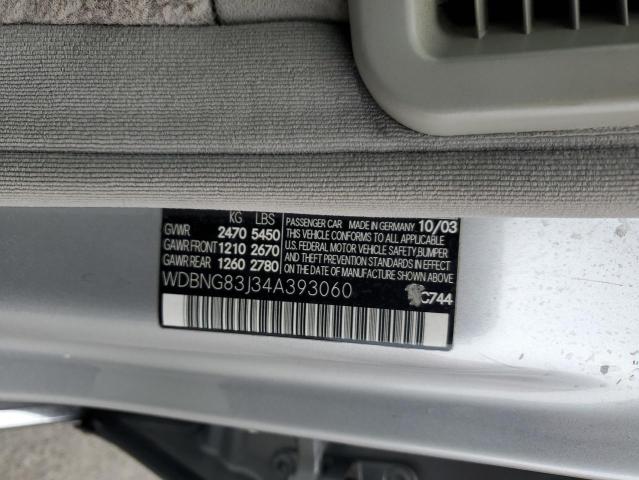 KG LBS
GVWR 2470 5450
GAWR FRONT 1210 2670
GAWR REAR 1260 2780
PASSENGER CAR MADE IN GERMANY 10/03
THIS VEHICLE CONFORMS TO ALL APPLICABLE
U.S. FEDERAL MOTOR VEHICLE SAFETY, BUMPER
AND THEFT PREVENTION STANDARDS IN EFFECT
ON THE DATE OF MANUFACTURE SHOWN ABOVE.
WDBNG83J34A393060
C744